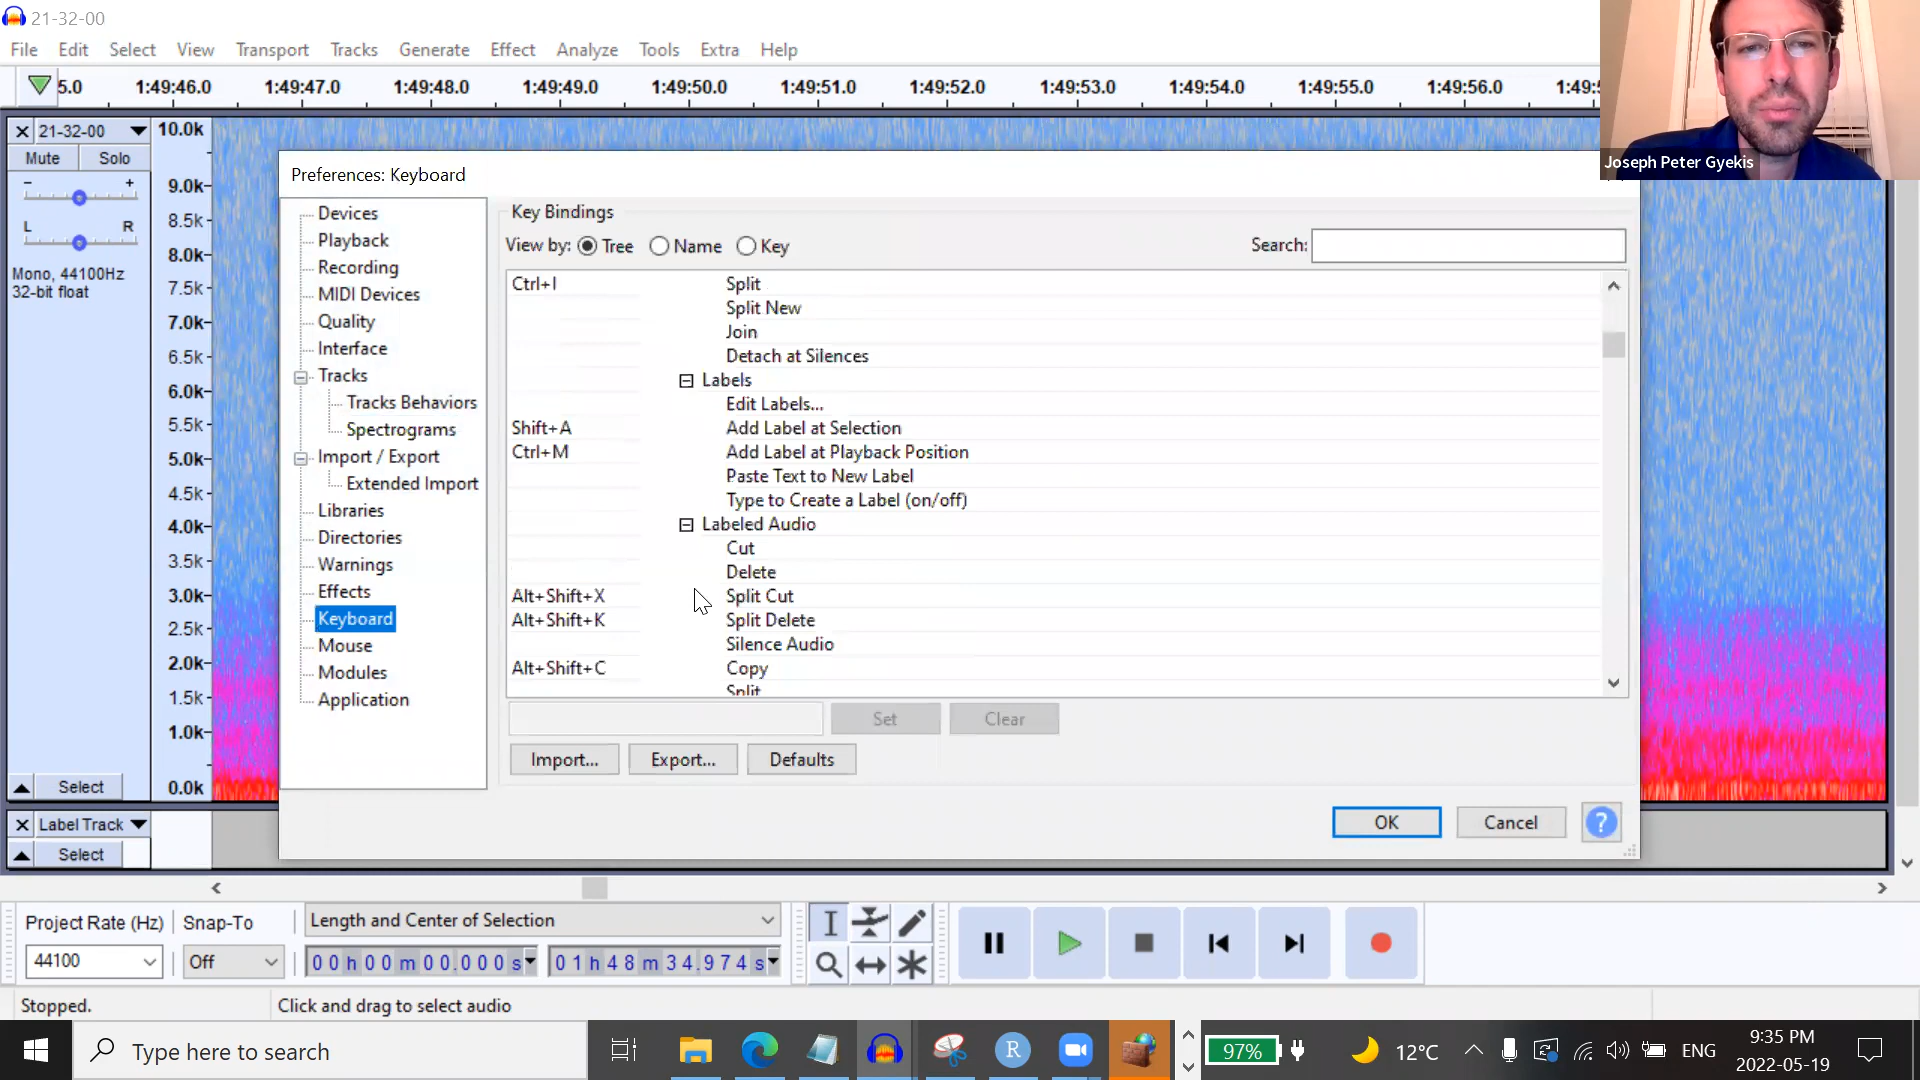 21-32-00
File Edit Select View Transport Tracks Generate Effect Analyze Tools Extra Help
5.0 1:49:46.0 1:49:47.0 1:49:48.0 1:49:49.0 1:49:50.0 1:49:51.0 1:49:52.0 1:49:53.0 1:49:54.0 1:49:55.0 1:49:56.0
Joseph Peter Gyekis
21-32-00
Mute Solo
- +
L R
Mono, 44100Hz
32-bit float
Select
10.0k
9.0k
8.5k
8.0k
7.5k
7.0k
6.5k
6.0k
5.5k
5.0k
4.5k
4.0k
3.5k
3.0k
2.5k
2.0k
1.5k
1.0k
0.0k
Label Track
Select
Preferences: Keyboard
Devices
Playback
Recording
MIDI Devices
Quality
Interface
Tracks
Tracks Behaviors
Spectrograms
Import / Export
Extended Import
Libraries
Directories
Warnings
Effects
Keyboard
Mouse
Modules
Application
Key Bindings
View by: Tree Name Key Search:
Ctrl+I Split
Split New
Join
Detach at Silences
Labels
Edit Labels...
Shift+A Add Label at Selection
Ctrl+M Add Label at Playback Position
Paste Text to New Label
Type to Create a Label (on/off)
Labeled Audio
Cut
Delete
Alt+Shift+X Split Cut
Alt+Shift+K Split Delete
Silence Audio
Alt+Shift+C Copy
Split
Set Clear
Import... Export... Defaults
OK Cancel ?
Project Rate (Hz) Snap-To Length and Center of Selection
44100 Off 00h00m00.000s 01h48m34.974s
Stopped. Click and drag to select audio
Type here to search
R
97% 12°C ENG
9:35 PM
2022-05-19